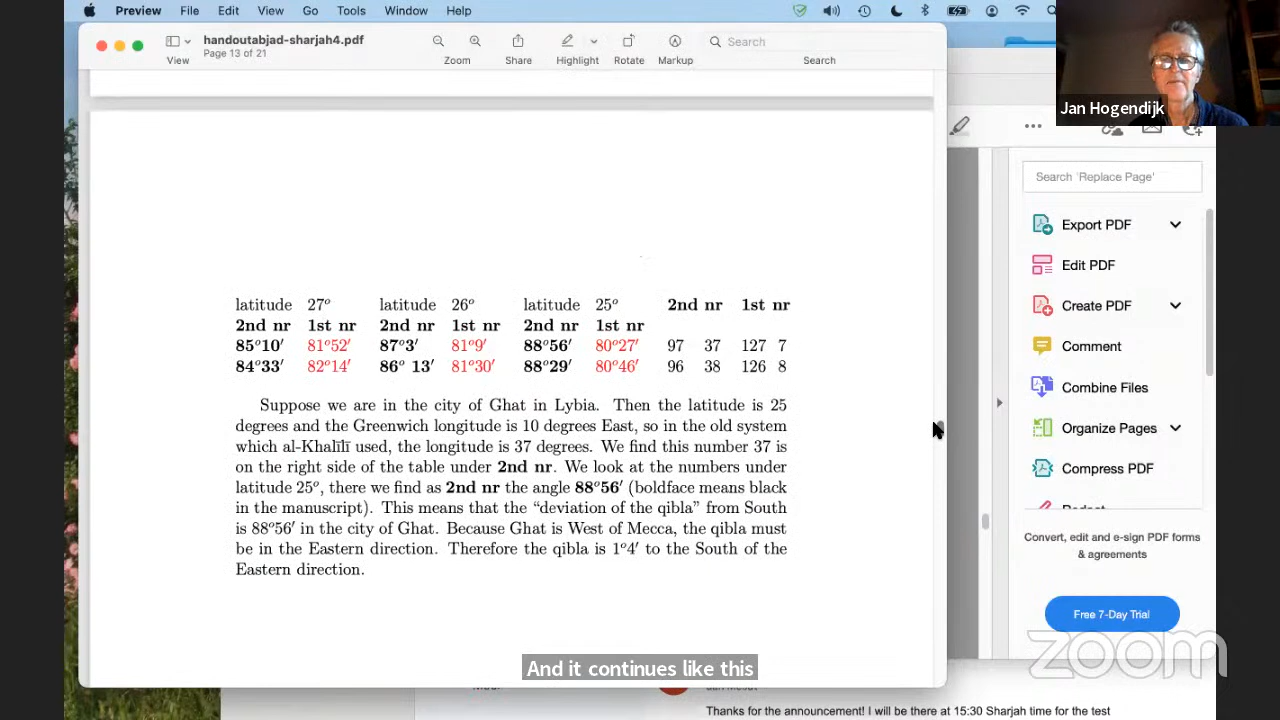 Preview File Edit View Go Tools Window Help
handoutabjad-sharjah4.pdf
Page 13 of 21
Search
View Zoom Share Highlight Rotate Markup Search
Jan Hogendijk
latitude 27° latitude 26° latitude 25° 2nd nr 1st nr
2nd nr 1st nr 2nd nr 1st nr 2nd nr 1st nr
85°10′ 81°52′ 87°3′ 81°9′ 88°56′ 80°27′ 97 37 127 7
84°33′ 82°14′ 86° 13′ 81°30′ 88°29′ 80°46′ 96 38 126 8
Suppose we are in the city of Ghat in Lybia. Then the latitude is 25
degrees and the Greenwich longitude is 10 degrees East, so in the old system
which al-Khalīlī used, the longitude is 37 degrees. We find this number 37 is
on the right side of the table under 2nd nr. We look at the numbers under
latitude 25°, there we find as 2nd nr the angle 88°56′ (boldface means black
in the manuscript). This means that the “deviation of the qibla” from South
is 88°56′ in the city of Ghat. Because Ghat is West of Mecca, the qibla must
be in the Eastern direction. Therefore the qibla is 1°4′ to the South of the
Eastern direction.
Search 'Replace Page'
Export PDF
Edit PDF
Create PDF
Comment
Combine Files
Organize Pages
Compress PDF
Convert, edit and e-sign PDF forms
& agreements
Free 7-Day Trial
zoom
And it continues like this
Thanks for the announcement! I will be there at 15:30 Sharjah time for the test